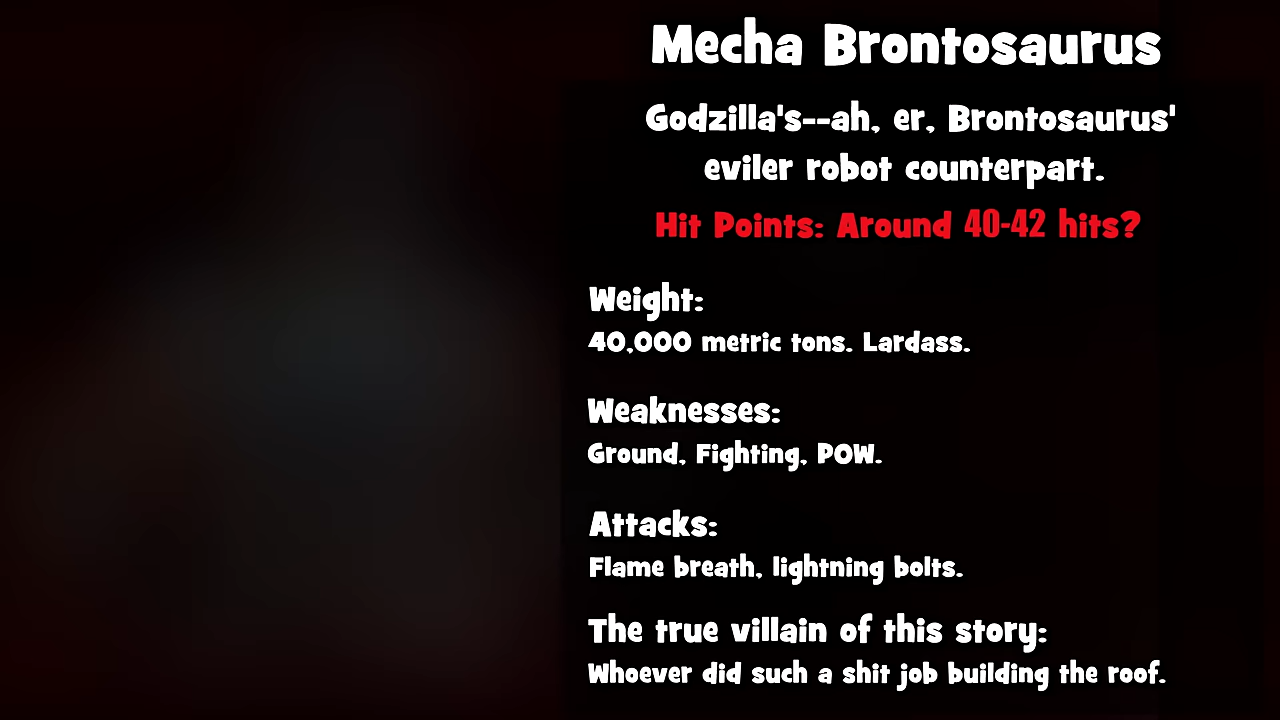 Mecha Brontosaurus
Godzilla's--ah, er, Brontosaurus'
eviler robot counterpart.
Hit Points: Around 40-42 hits?
Weight:
40,000 metric tons. Lardass.
Weaknesses:
Ground, Fighting, POW.
Attacks:
Flame breath, lightning bolts.
The true villain of this story:
Whoever did such a shit job building the roof.